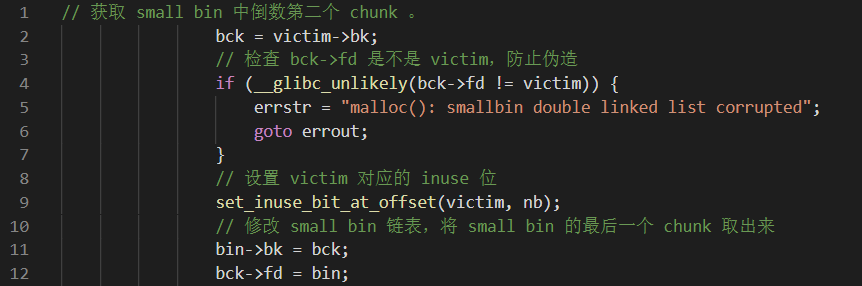 1 // 获取 small bin 中倒数第二个 chunk 。
2 bck = victim->bk;
3 // 检查 bck->fd 是不是 victim，防止伪造
4 if (__glibc_unlikely(bck->fd != victim)) {
5 errstr = "malloc(): smallbin double linked list corrupted";
6 goto errout;
7 }
8 // 设置 victim 对应的 inuse 位
9 set_inuse_bit_at_offset(victim, nb);
10 // 修改 small bin 链表，将 small bin 的最后一个 chunk 取出来
11 bin->bk = bck;
12 bck->fd = bin;